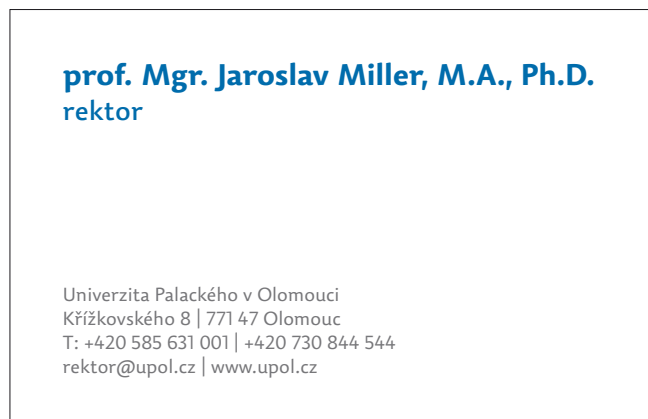 prof. Mgr. Jaroslav Miller, M.A., Ph.D.
rektor
Univerzita Palackého v Olomouci
Křížkovského 8 | 771 47 Olomouc
T: +420 585 631 001 | +420 730 844 544
rektor@upol.cz | www.upol.cz